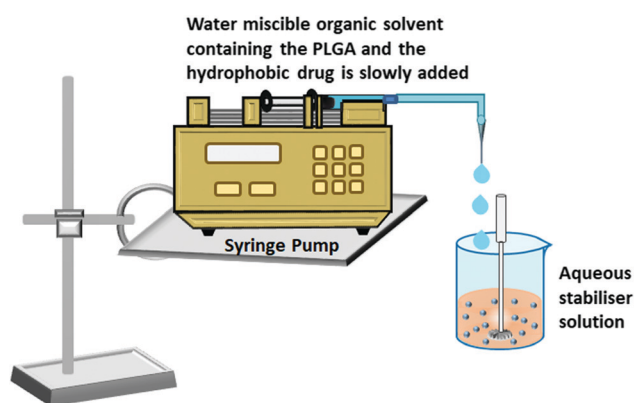 Water miscible organic solvent
containing the PLGA and the
hydrophobic drug is slowly added
Syringe Pump
Aqueous
stabiliser
solution